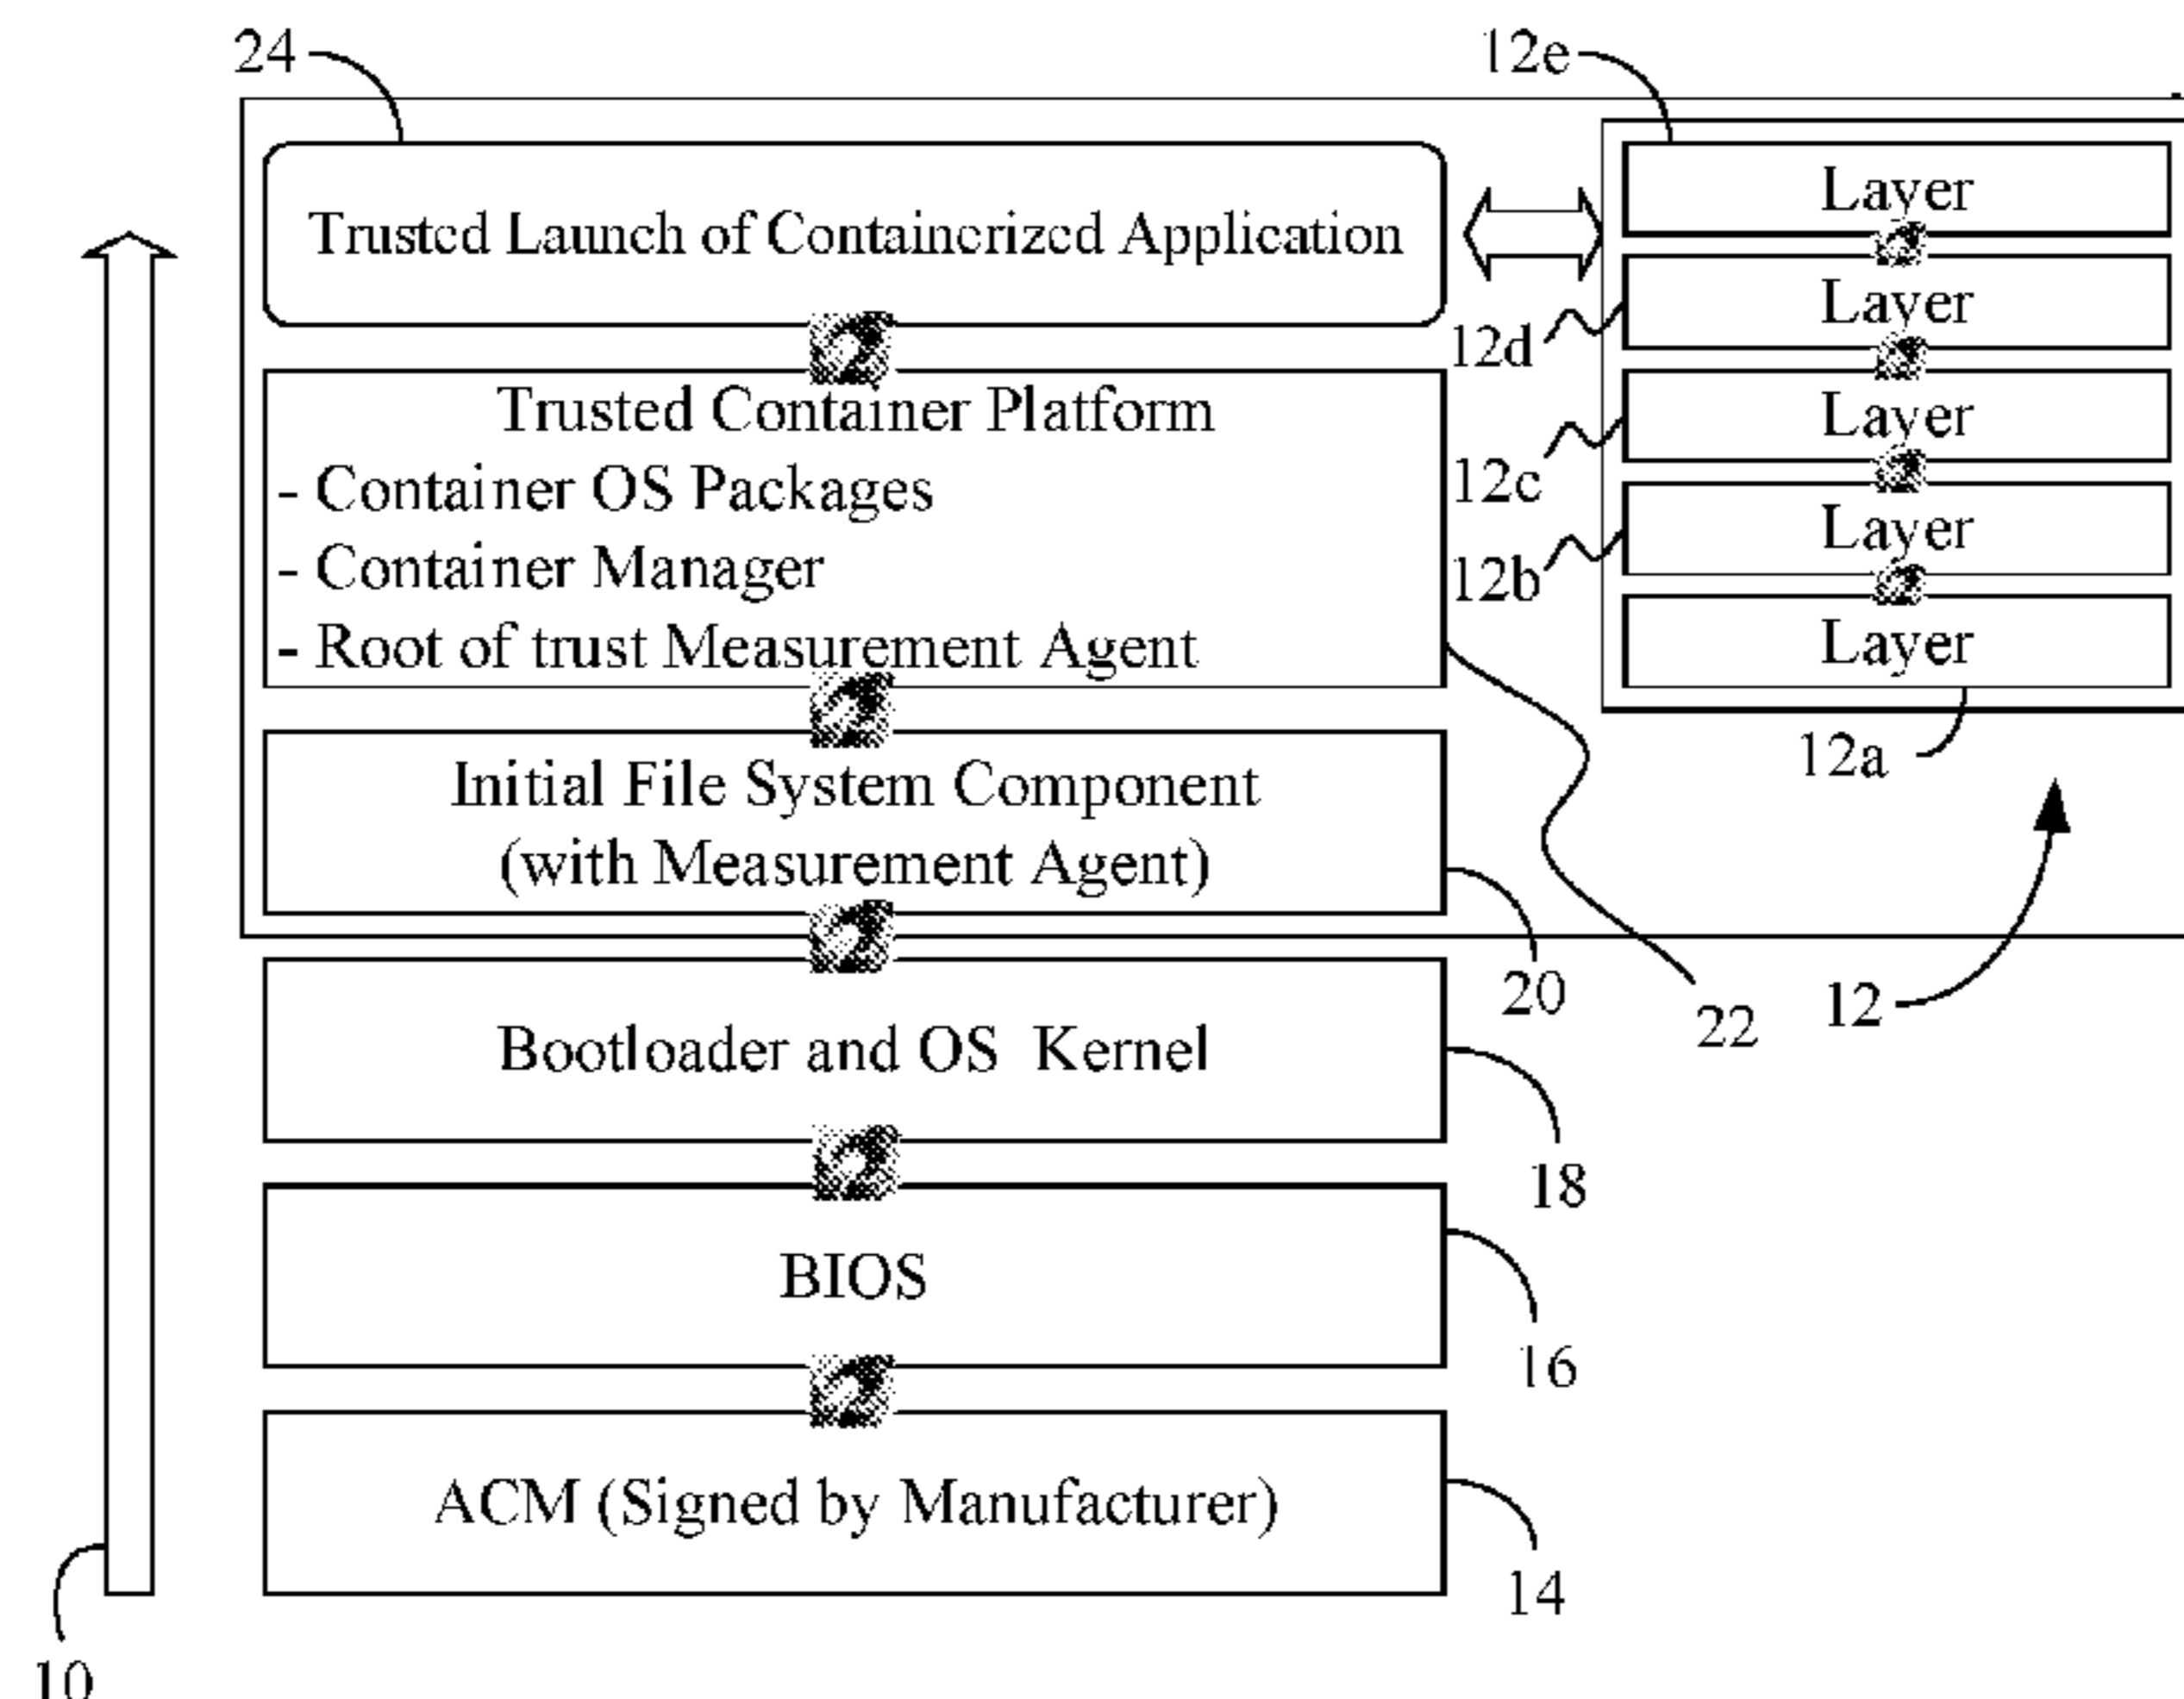 24
12e
Trusted Launch of Containerized Application
Layer
Layer
12d
Trusted Container Platform
- Container OS Packages
- Container Manager
- Root of trust Measurement Agent
Layer
12c
Layer
12b
Layer
12a
Initial File System Component
(with Measurement Agent)
20
22
12
Bootloader and OS Kernel
18
BIOS
16
ACM (Signed by Manufacturer)
14
10